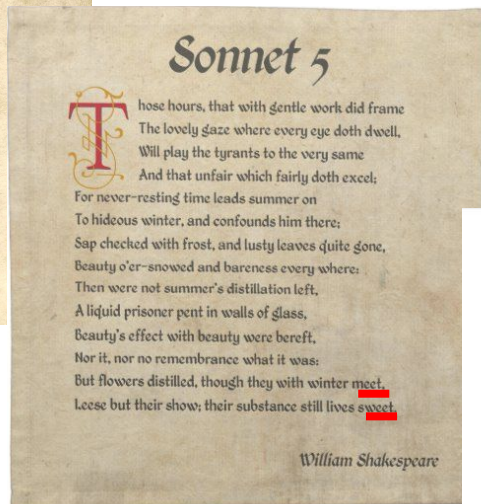 Sonnet 5
Those hours, that with gentle work did frame
The lovely gaze where every eye doth dwell,
Will play the tyrants to the very same
And that unfair which fairly doth excel;
For never-resting time leads summer on
To hideous winter, and confounds him there;
Sap checked with frost, and lusty leaves quite gone,
Beauty o'er-snowed and bareness every where:
Then were not summer's distillation left,
A liquid prisoner pent in walls of glass,
Beauty's effect with beauty were bereft,
Nor it, nor no remembrance what it was:
But flowers distilled, though they with winter meet,
Leese but their show; their substance still lives sweet.
William Shakespeare